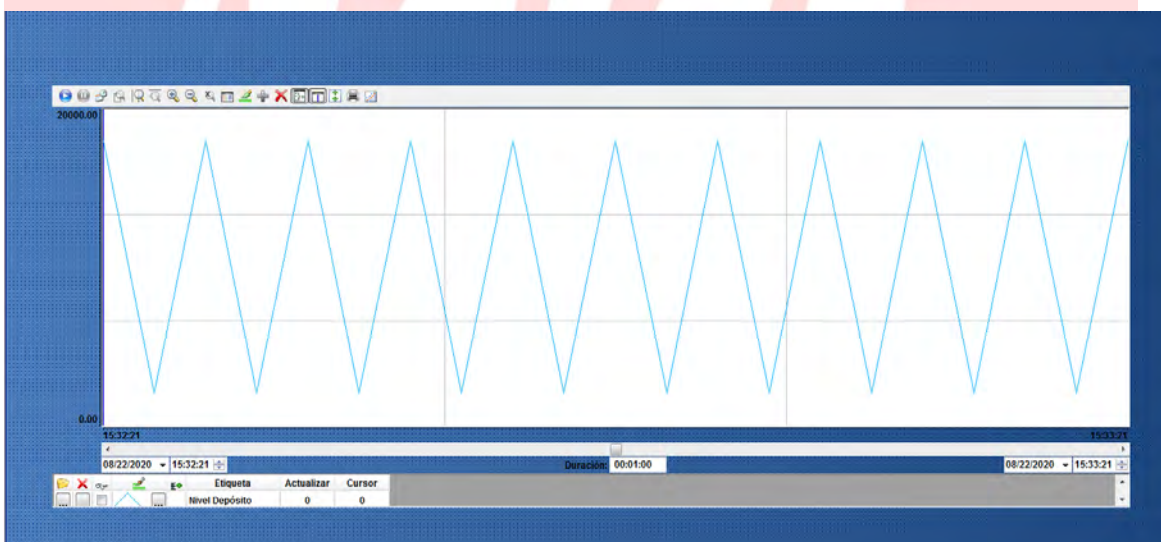 20000.00
0.00
15:32:21 15:33:21
08/22/2020 15:32:21 Duración: 00:01:00 08/22/2020 15:33:21
Etiqueta Actualizar Cursor
Nivel Depósito 0 0